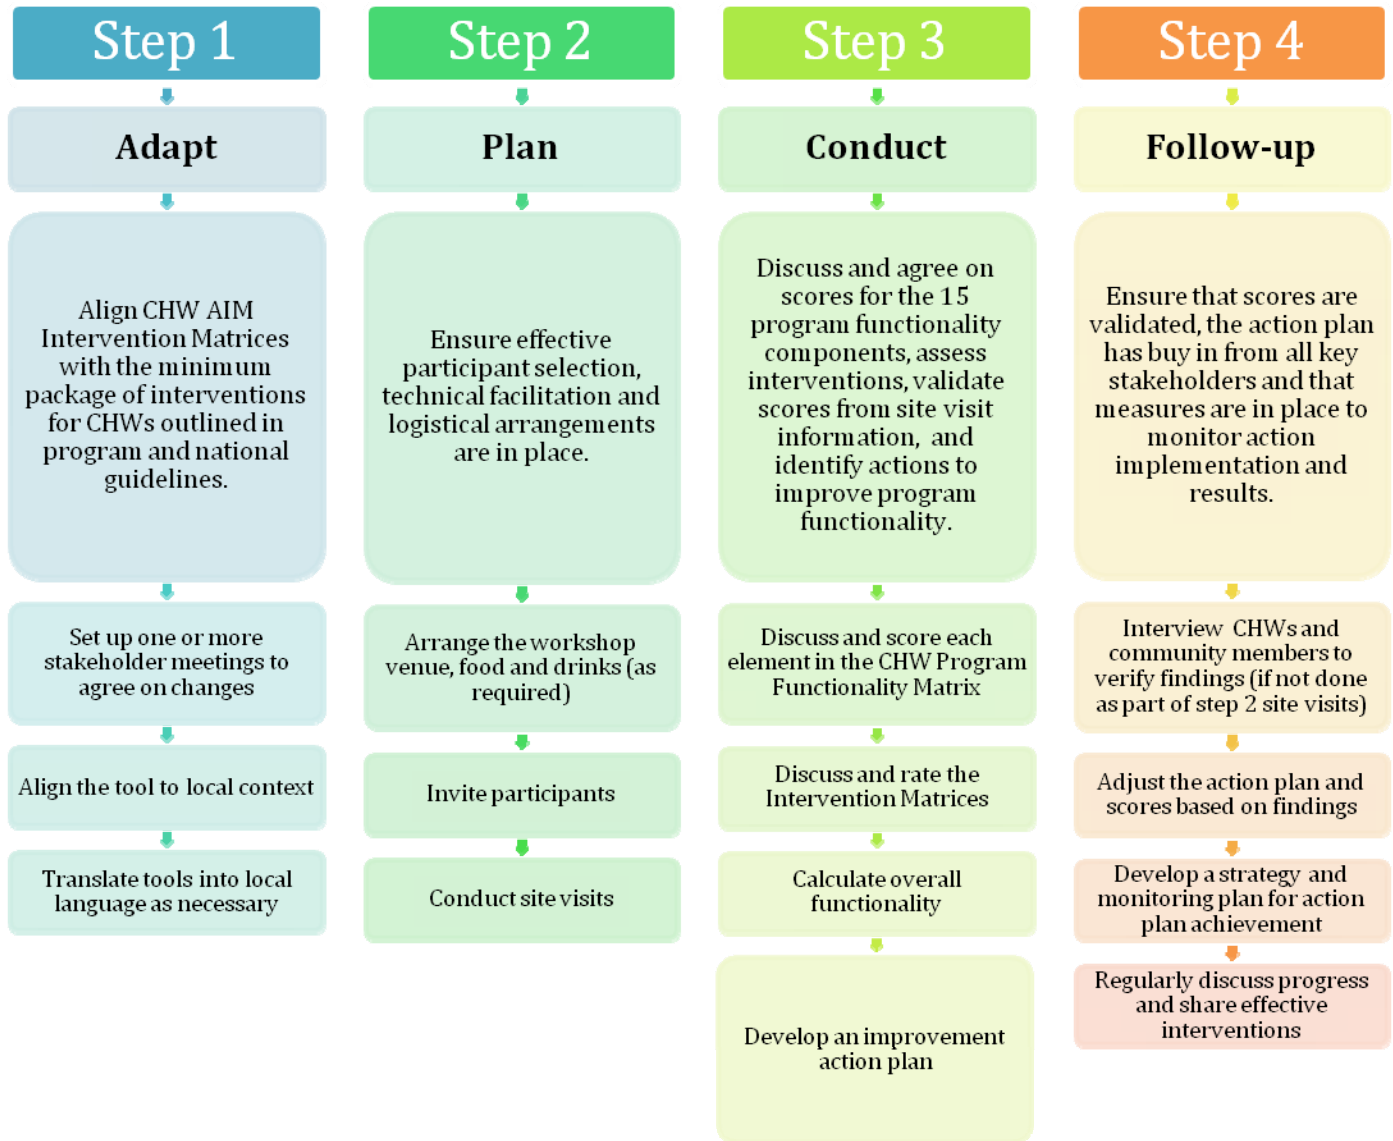 Step 1
Adapt
Align CHW AIM
Intervention Matrices
with the minimum
package of interventions
for CHWs outlined in
program and national
guidelines.
Set up one or more
stakeholder meetings to
agree on changes
Align the tool to local context
Translate tools into local
language as necessary
Step 2
Plan
Ensure effective
participant selection,
technical facilitation and
logistical arrangements
are in place.
Arrange the workshop
venue, food and drinks (as
required)
Invite participants
Conduct site visits
Step 3
Conduct
Discuss and agree on
scores for the 15
program functionality
components, assess
interventions, validate
scores from site visit
information, and
identify actions to
improve program
functionality.
Discuss and score each
element in the CHW Program
Functionality Matrix
Discuss and rate the
Intervention Matrices
Calculate overall
functionality
Develop an improvement
action plan
Step 4
Follow-up
Ensure that scores are
validated, the action plan
has buy in from all key
stakeholders and that
measures are in place to
monitor action
implementation and
results.
Interview CHWs and
community members to
verify findings (if not done
as part of step 2 site visits)
Adjust the action plan and
scores based on findings
Develop a strategy and
monitoring plan for action
plan achievement
Regularly discuss progress
and share effective
interventions